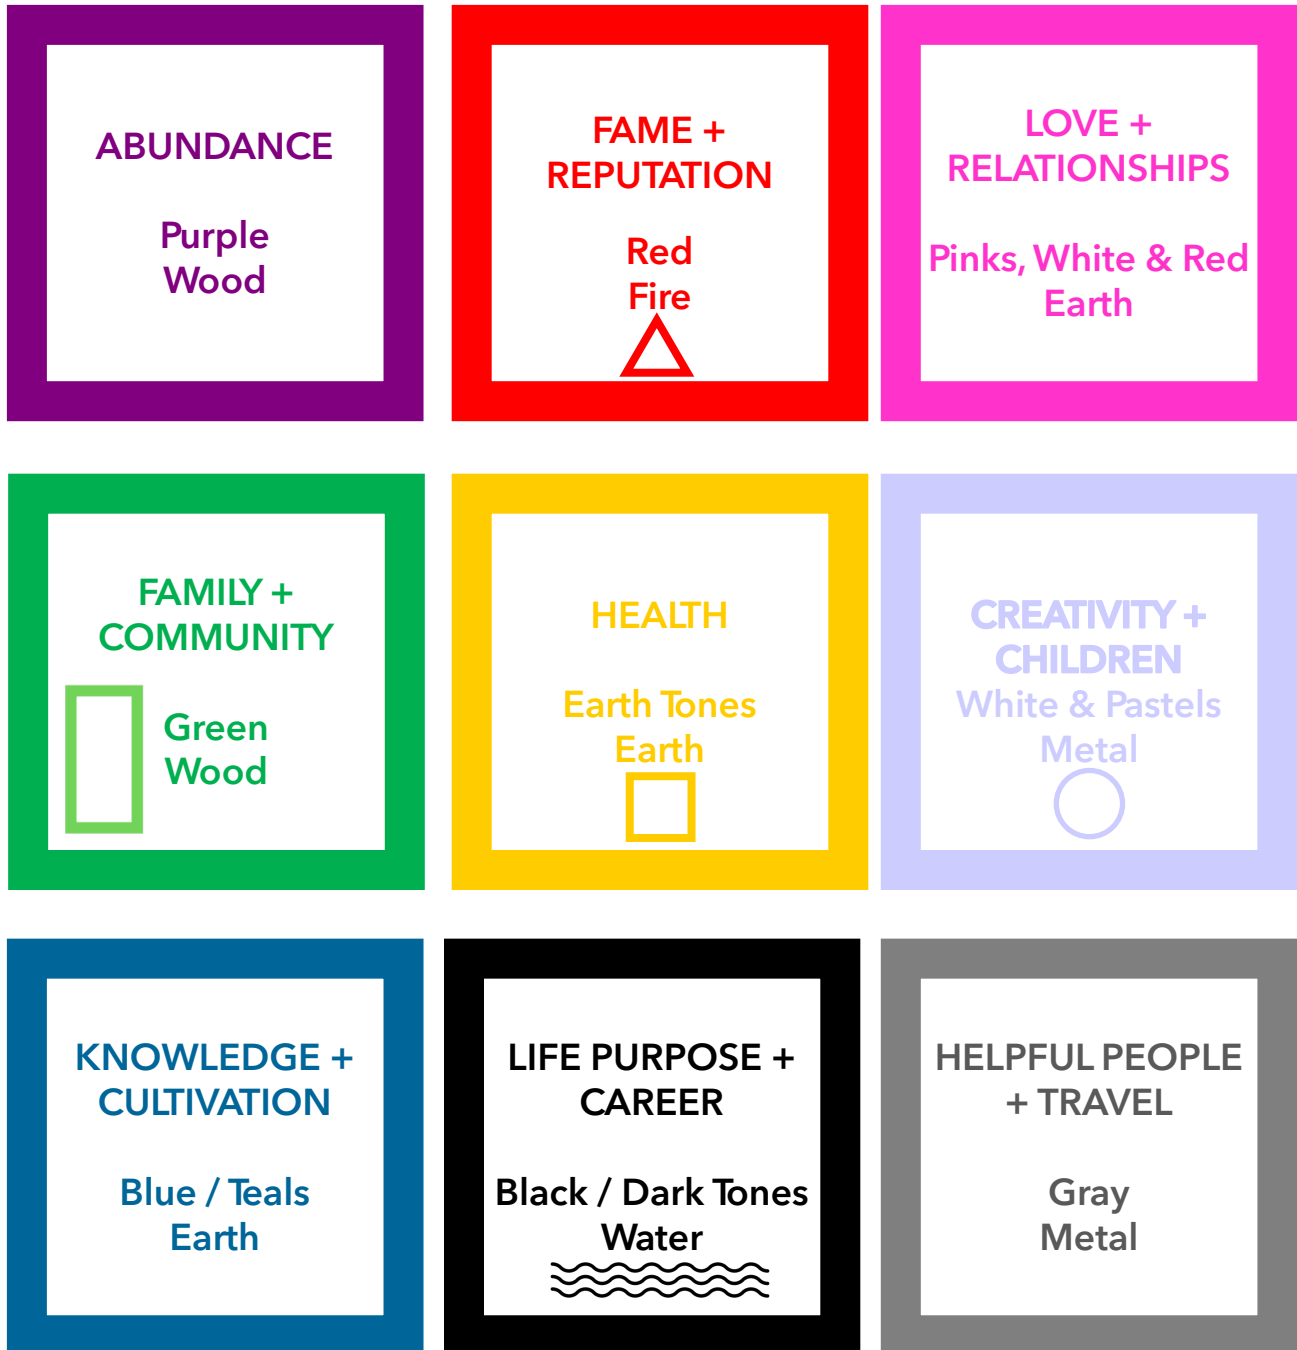 ABUNDANCE
Purple
Wood
FAME +
REPUTATION
Red
Fire
LOVE +
RELATIONSHIPS
Pinks, White & Red
Earth
FAMILY +
COMMUNITY
Green
Wood
HEALTH
Earth Tones
Earth
CREATIVITY +
CHILDREN
White & Pastels
Metal
KNOWLEDGE +
CULTIVATION
Blue / Teals
Earth
LIFE PURPOSE +
CAREER
Black / Dark Tones
Water
HELPFUL PEOPLE
+ TRAVEL
Gray
Metal